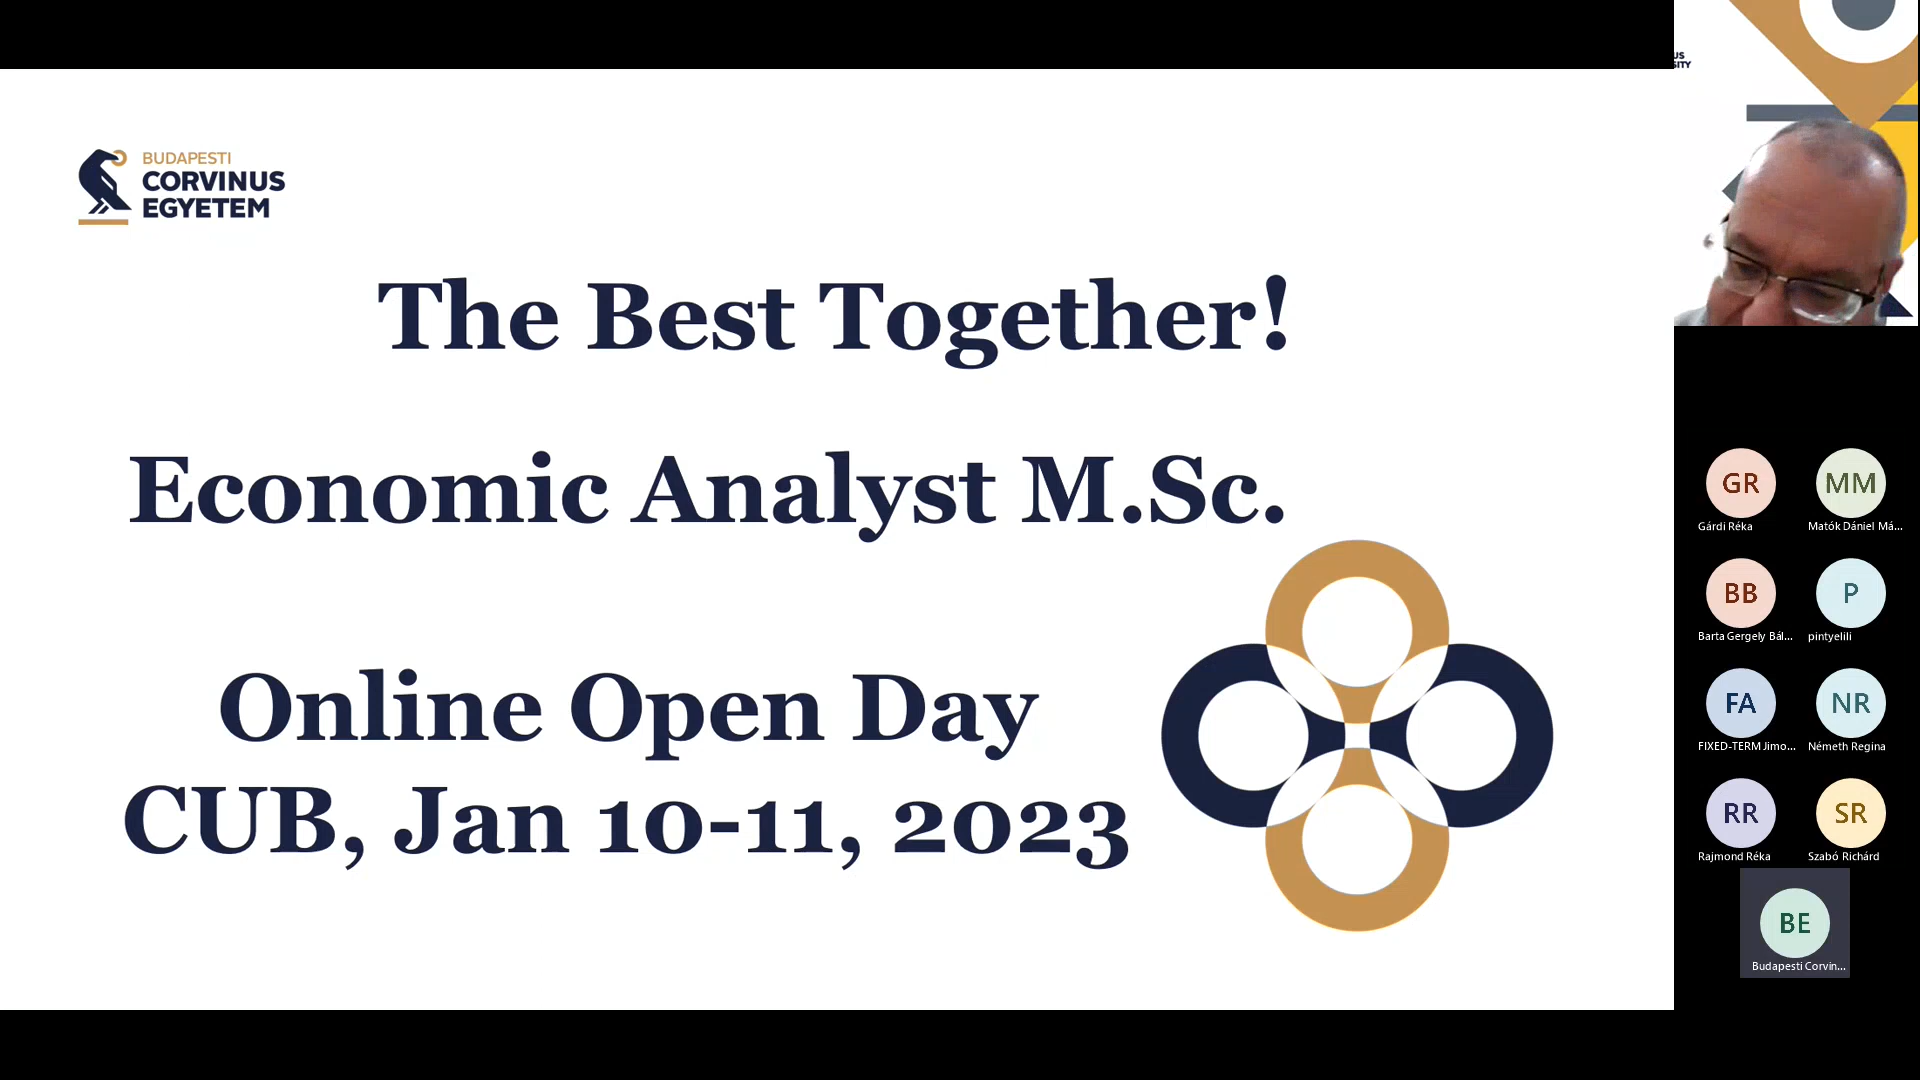 BUDAPESTI
CORVINUS
EGYETEM
The Best Together!
Economic Analyst M.Sc.
Online Open Day
CUB, Jan 10-11, 2023
US
SITY
GR
MM
Gárdi Réka
Matók Dániel Má...
BB
P
Barta Gergely Bál...
pintyelili
FA
NR
FIXED-TERM Jimo...
Németh Regina
RR
SR
Rajmond Réka
Szabó Richárd
BE
Budapesti Corvin...